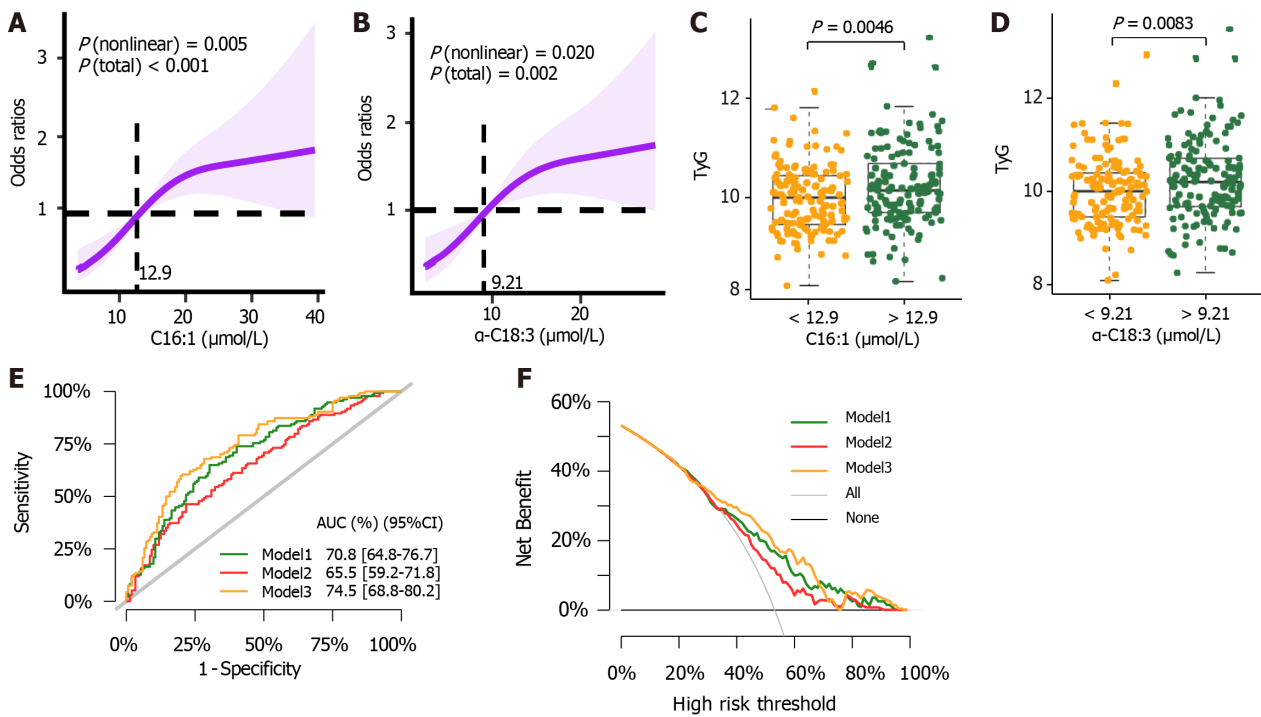 A
Odds ratios
3
2
1
P (nonlinear) = 0.005
P (total) < 0.001
12.9
10 20 30 40
C16:1 (μmol/L)
B
Odds ratios
3
2
1
P (nonlinear) = 0.020
P (total) = 0.002
9.21
10 20
α-C18:3 (μmol/L)
C
P = 0.0046
TyG
12
10
8
< 12.9 > 12.9
C16:1 (μmol/L)
D
P = 0.0083
TyG
12
10
8
< 9.21 > 9.21
α-C18:3 (μmol/L)
E
Sensitivity
100%
75%
50%
25%
0%
AUC (%) (95%CI)
Model1 70.8 [64.8-76.7]
Model2 65.5 [59.2-71.8]
Model3 74.5 [68.8-80.2]
0% 25% 50% 75% 100%
1-Specificity
F
Net Benefit
60%
40%
20%
0%
Model1
Model2
Model3
All
None
0% 20% 40% 60% 80% 100%
High risk threshold